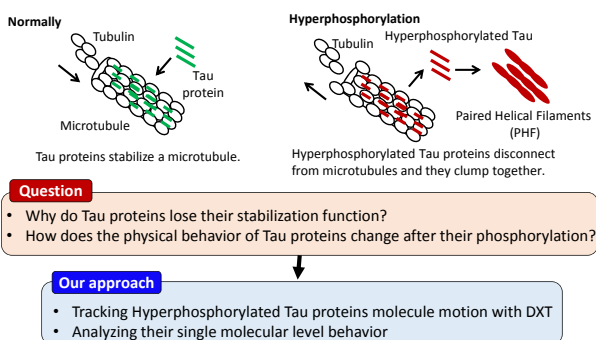 Normally
Tubulin
Tau
protein
Microtubule
Tau proteins stabilize a microtubule.
Hyperphosphorylation
Hyperphosphorylated Tau
Tubulin
Paired Helical Filaments
(PHF)
Hyperphosphorylated Tau proteins disconnect
from microtubules and they clump together.
Question
• Why do Tau proteins lose their stabilization function?
• How does the physical behavior of Tau proteins change after their phosphorylation?
Our approach
• Tracking Hyperphosphorylated Tau proteins molecule motion with DXT
• Analyzing their single molecular level behavior